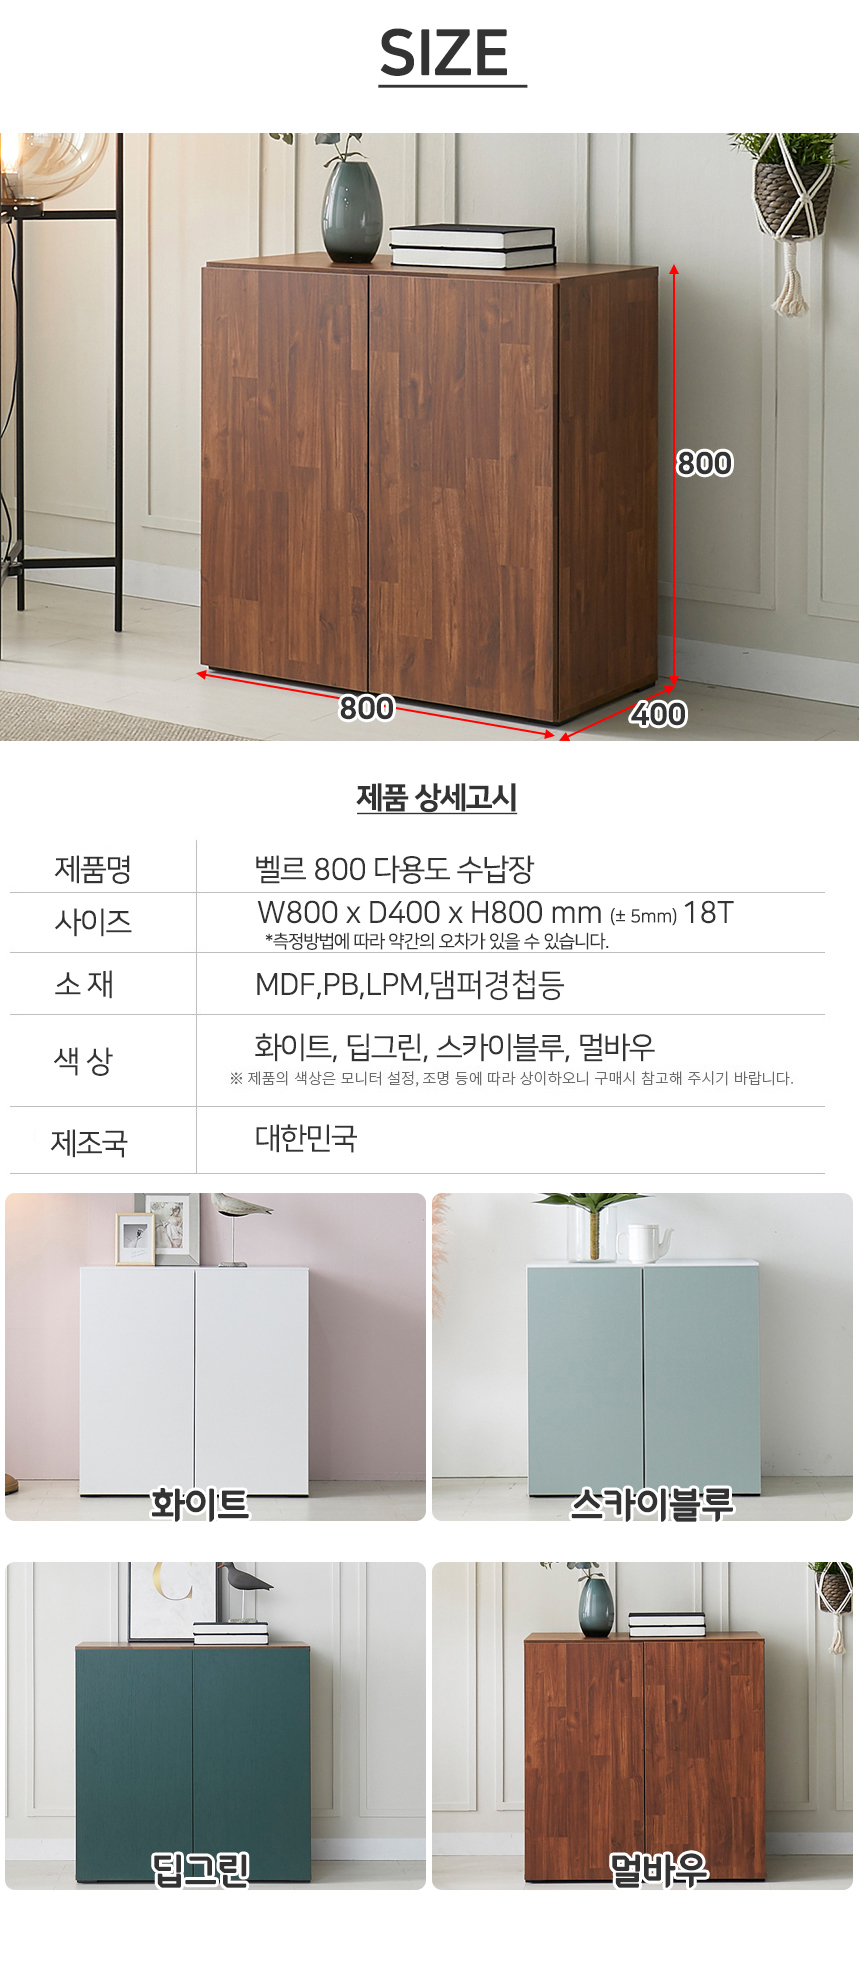 SIZE
800
800
400
제품 상세고시
제품명
벨르 800 다용도 수납장
사이즈
W800 x D400 x H800 mm (± 5mm) 18T
*측정방법에 따라 약간의 오차가 있을 수 있습니다.
소 재
MDF,PB,LPM,댐퍼경첩등
색 상
화이트, 딥그린, 스카이블루, 멀바우
※ 제품의 색상은 모니터 설정, 조명 등에 따라 상이하오니 구매시 참고해 주시기 바랍니다.
제조국
대한민국
화이트
스카이블루
C
딥그린
멀바우